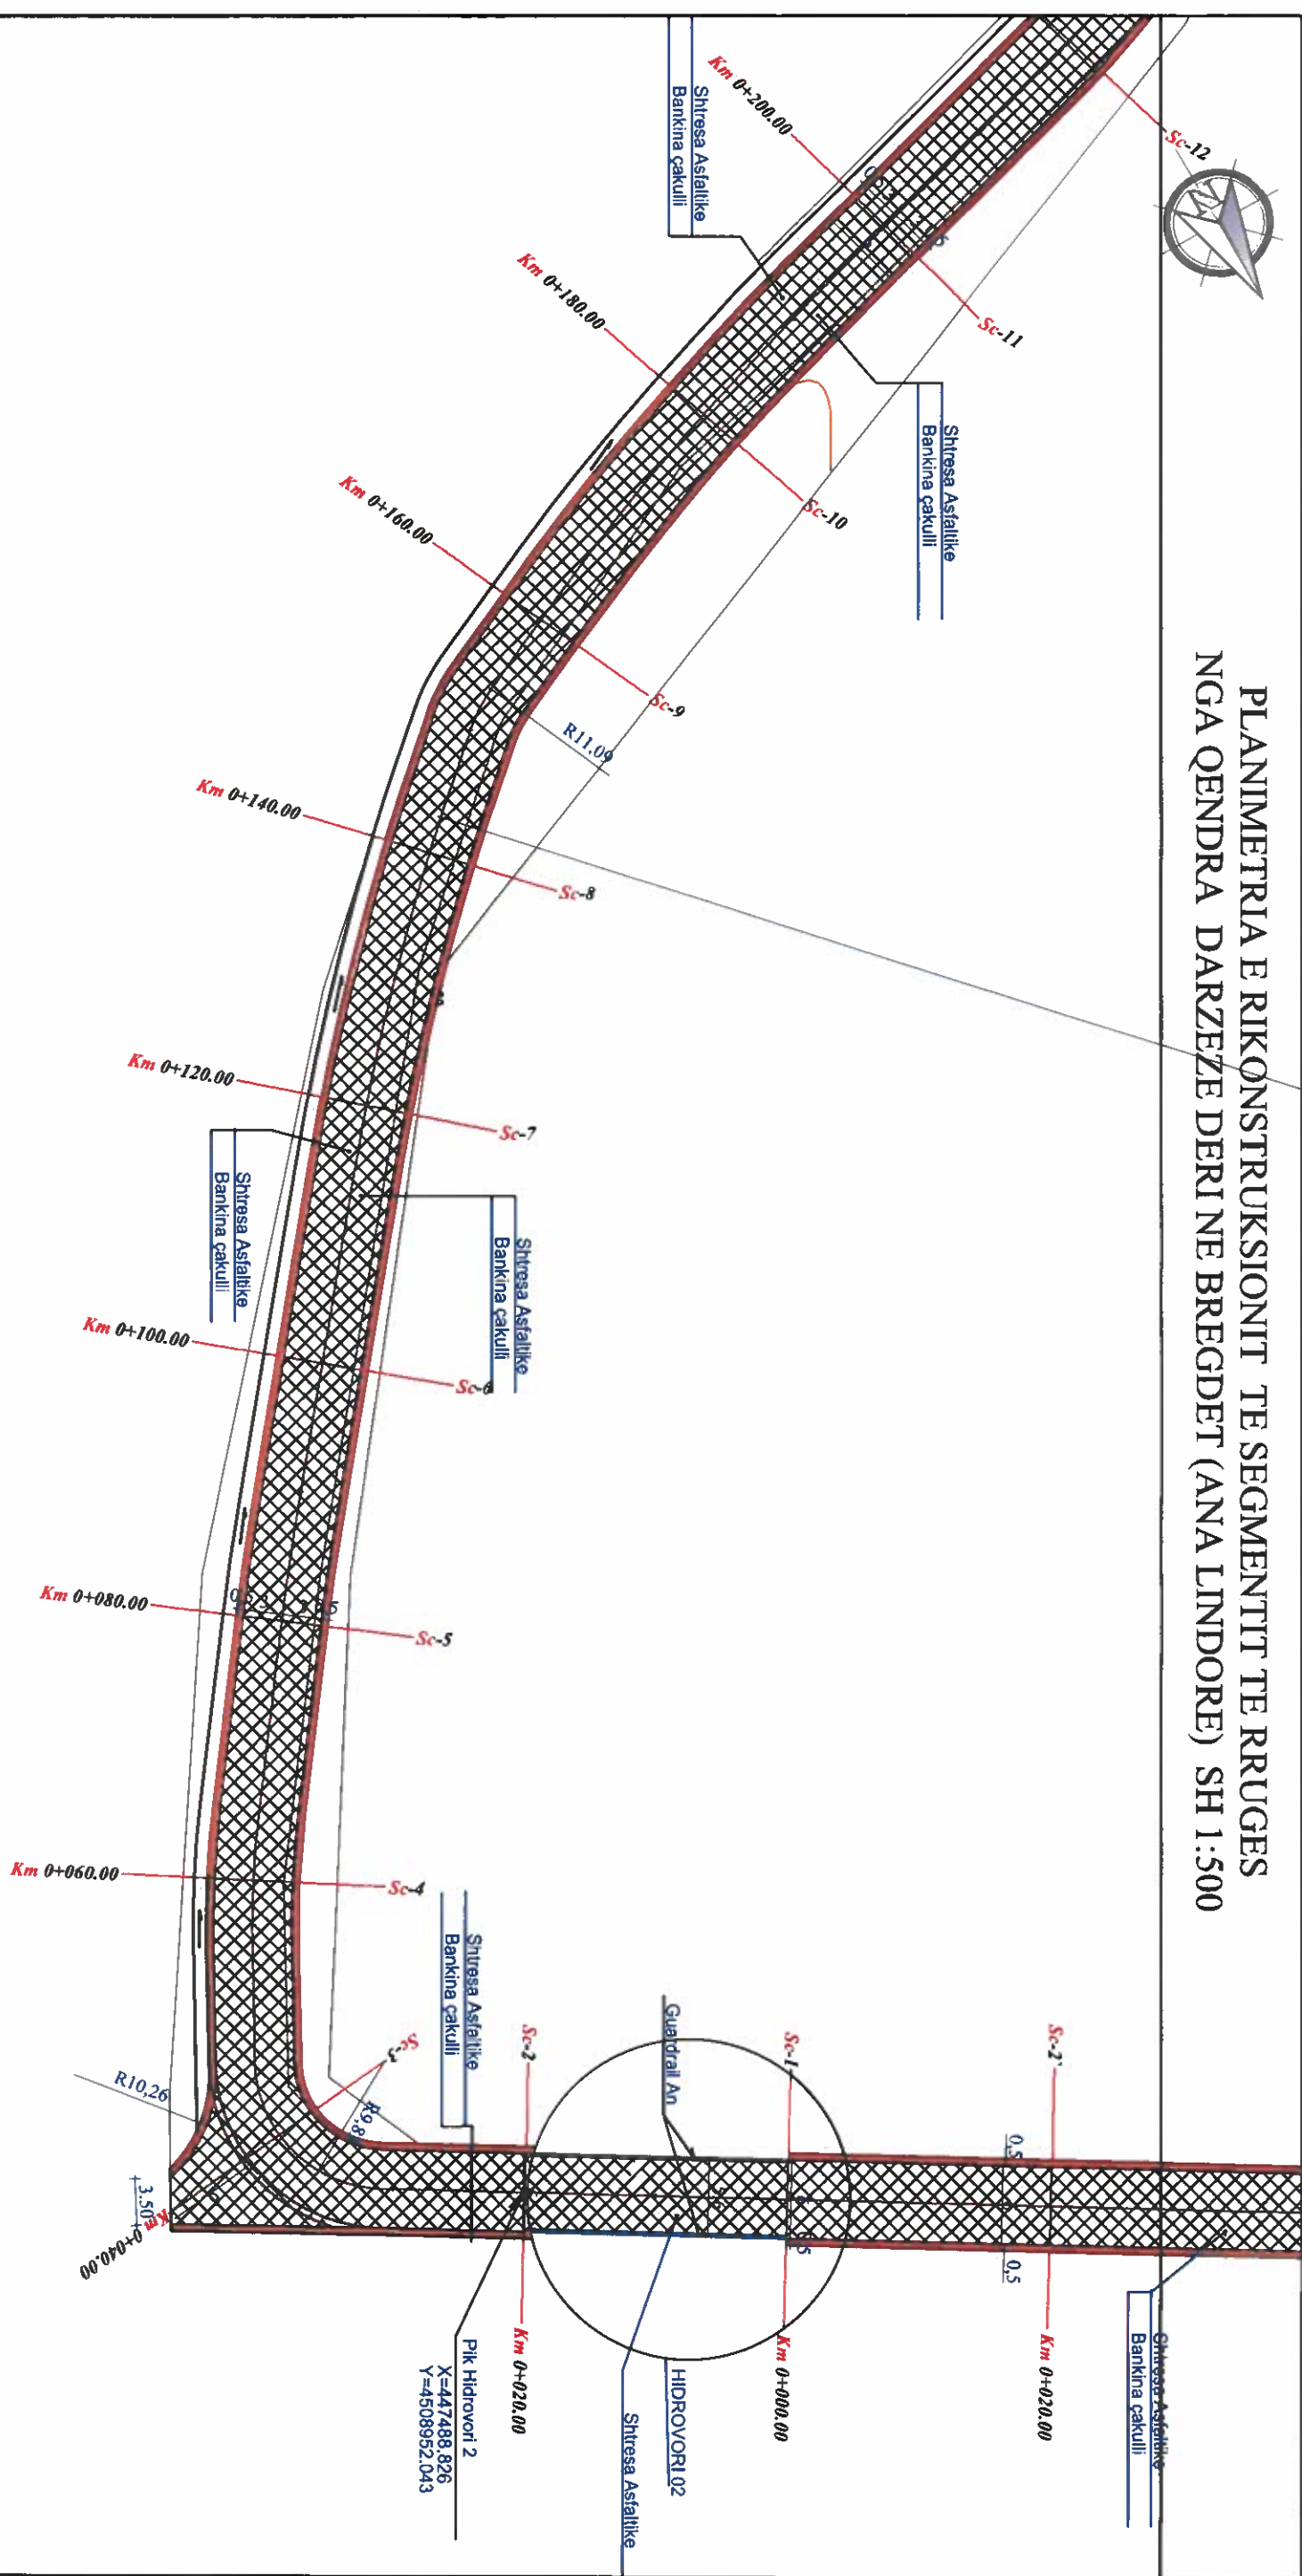 PLANIMETRIA E RIKONSTRUKSIONIT TE SEGMENTIT TE RRUGES
NGA QENDRA DARZEZE DERI NE BREGDET (ANA LINDORE) SH 1:500
Sc-12
Km 0+200.00
Sc-11
Shtresa Asfaltike
Bankina çakulli
Km 0+180.00
Sc-10
Shtresa Asfaltike
Bankina çakulli
Km 0+160.00
Sc-9
R11,09
Km 0+140.00
Sc-8
Km 0+120.00
Sc-7
Shtresa Asfaltike
Bankina çakulli
Shtresa Asfaltike
Bankina çakulli
Km 0+100.00
Sc-6
Km 0+080.00
Sc-5
Km 0+060.00
Sc-4
Shtresa Asfaltike
Bankina çakulli
Sc-3
R10,26
3.50
Km 0+040.00
Sc-2
Km 0+020.00
Guardrail An
Sc-1
Km 0+000.00
Sc-2'
Km 0+020.00
0,5
0,5
HIDROVORI 02
Shtresa Asfaltike
Pik Hidrovori 2
X=447488.826
Y=4508952.043
Shtresa Asfaltike
Bankina çakulli